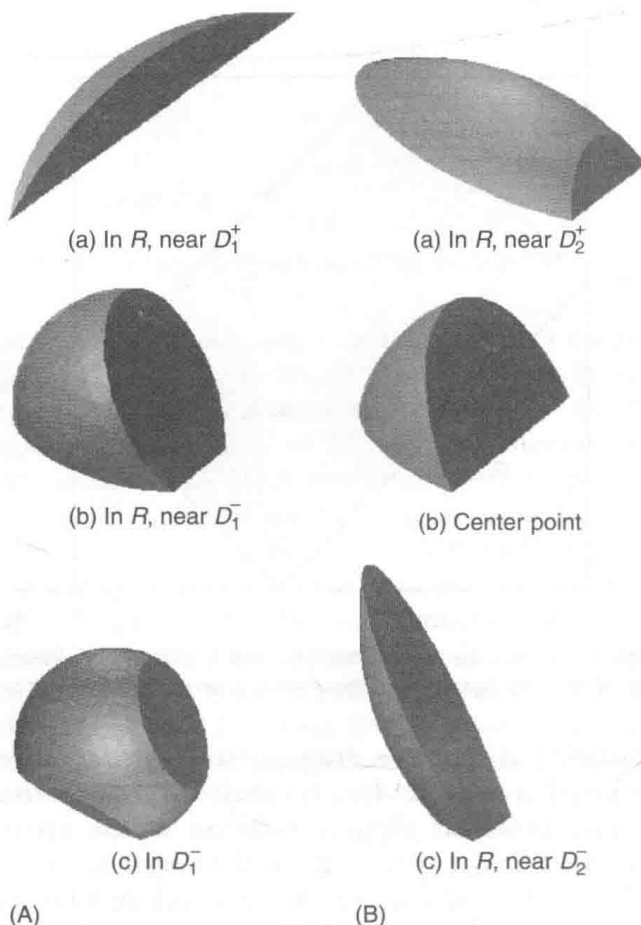 (a) In R, near D₁⁺
(a) In R, near D₂⁺
(b) In R, near D₁⁻
(b) Center point
(c) In D₁⁻
(c) In R, near D₂⁻
(A)
(B)